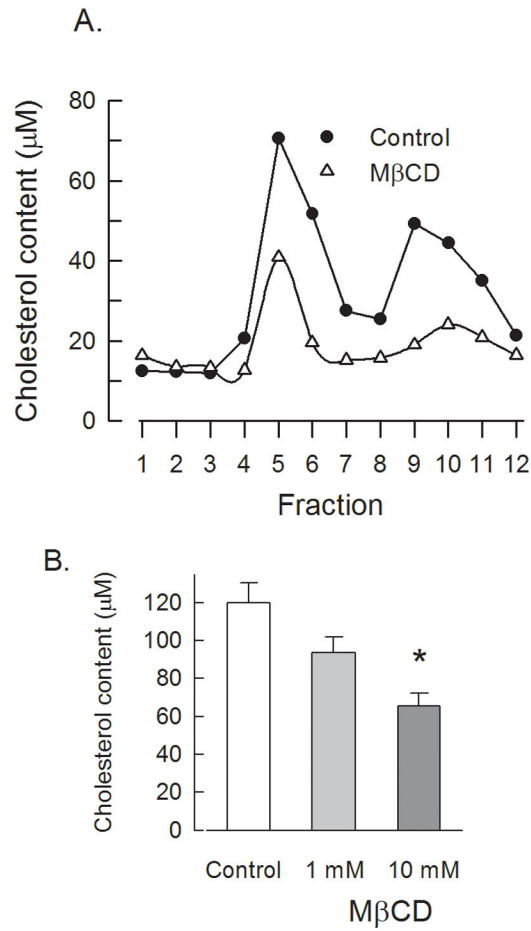 A.
Cholesterol content (μM)
80
60
40
20
0
Control
MβCD
1 2 3 4 5 6 7 8 9 10 11 12
Fraction
B.
Cholesterol content (μM)
120
100
80
60
40
20
0
*
Control 1 mM 10 mM
MβCD